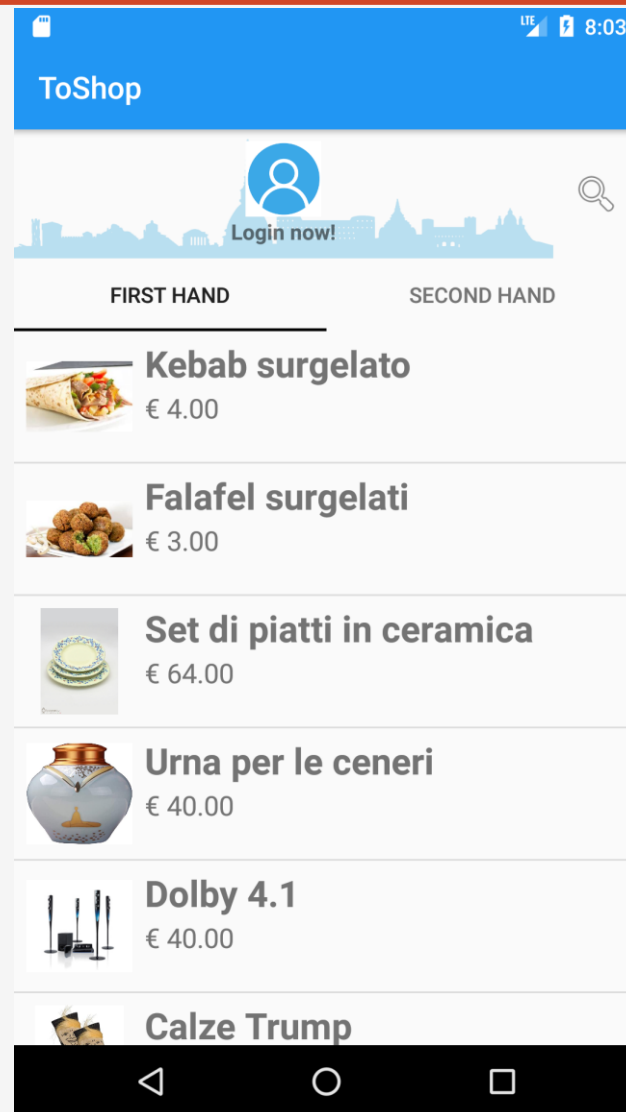 LTE 8:03
ToShop
Login now!
FIRST HAND SECOND HAND
Kebab surgelato
€ 4.00
Falafel surgelati
€ 3.00
Set di piatti in ceramica
€ 64.00
Urna per le ceneri
€ 40.00
Dolby 4.1
€ 40.00
Calze Trump